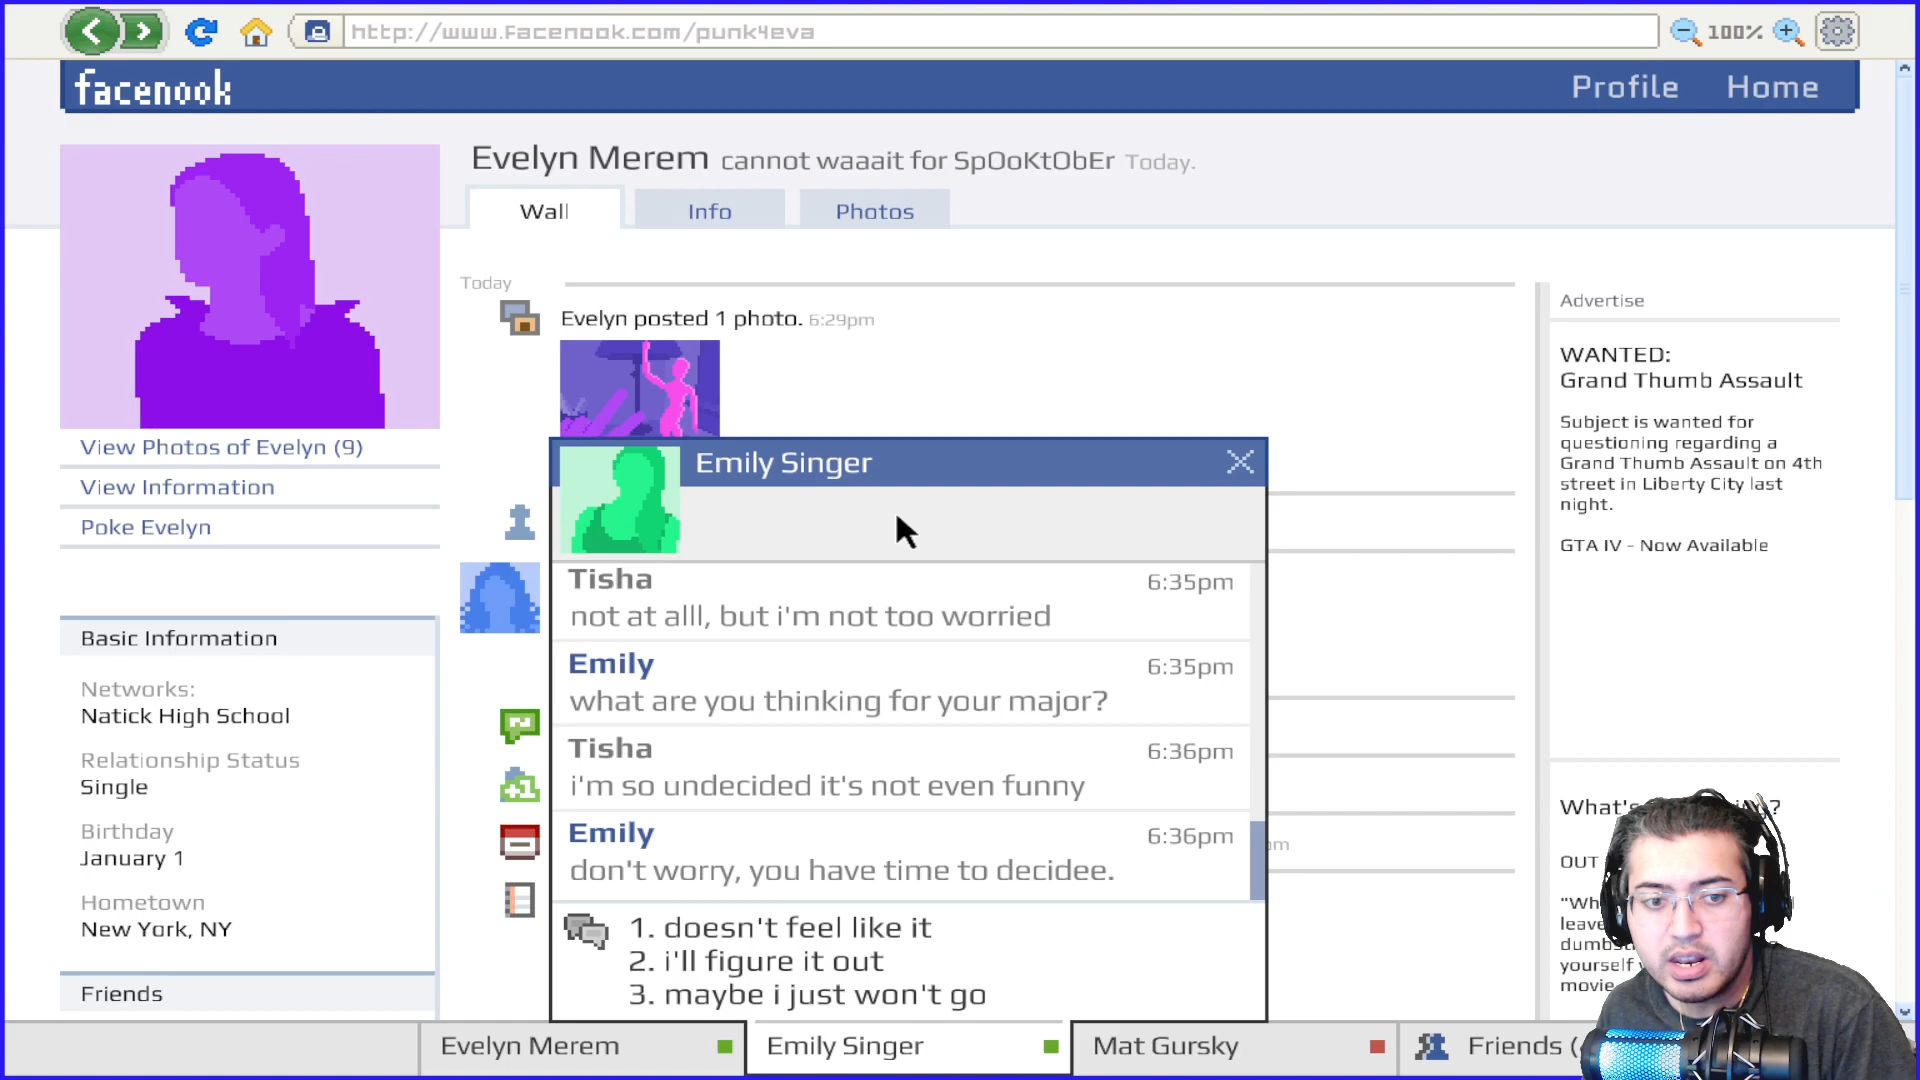 http://www.facenook.com/punk4eva
100%
facenook
Profile
Home
Evelyn Merem cannot waaait for SpOoKtObEr Today.
Wall
Info
Photos
Today
Evelyn posted 1 photo. 6:29pm
View Photos of Evelyn (9)
View Information
Poke Evelyn
Basic Information
Networks:
Natick High School
Relationship Status
Single
Birthday
January 1
Hometown
New York, NY
Friends
Emily Singer
Tisha 6:35pm
not at alll, but i'm not too worried
Emily 6:35pm
what are you thinking for your major?
Tisha 6:36pm
i'm so undecided it's not even funny
Emily 6:36pm
don't worry, you have time to decidee.
1. doesn't feel like it
2. i'll figure it out
3. maybe i just won't go
Advertise
WANTED:
Grand Thumb Assault
Subject is wanted for
questioning regarding a
Grand Thumb Assault on 4th
street in Liberty City last
night.
GTA IV - Now Available
OUT
yourself
movie
Evelyn Merem
Emily Singer
Mat Gursky
Friends (